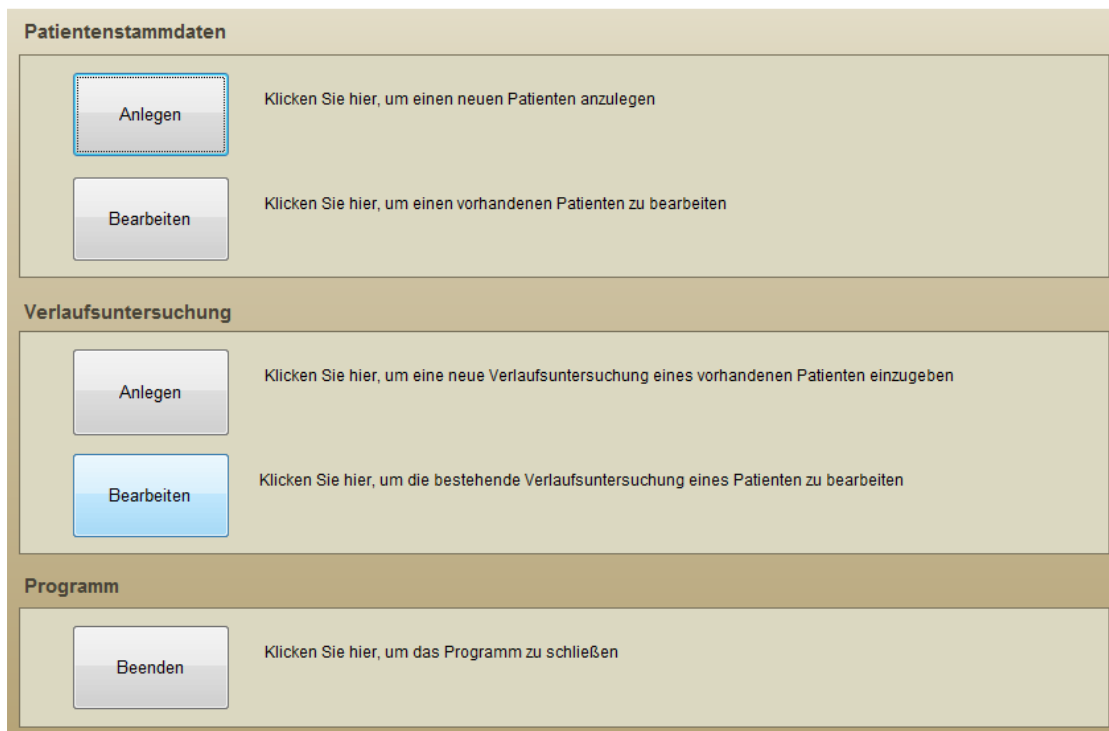 Patientenstammdaten
Anlegen
Klicken Sie hier, um einen neuen Patienten anzulegen
Bearbeiten
Klicken Sie hier, um einen vorhandenen Patienten zu bearbeiten
Verlaufsuntersuchung
Anlegen
Klicken Sie hier, um eine neue Verlaufsuntersuchung eines vorhandenen Patienten einzugeben
Bearbeiten
Klicken Sie hier, um die bestehende Verlaufsuntersuchung eines Patienten zu bearbeiten
Programm
Beenden
Klicken Sie hier, um das Programm zu schließen